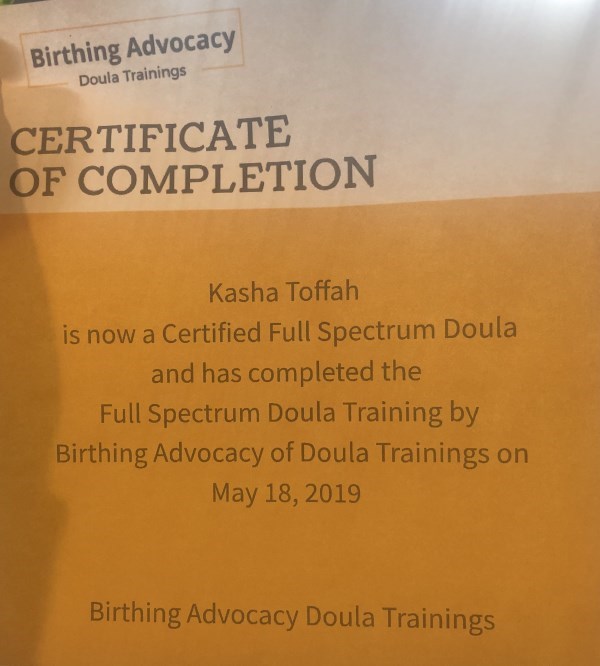 Birthing Advocacy
Doula Trainings
CERTIFICATE
OF COMPLETION
Kasha Toffah
is now a Certified Full Spectrum Doula
and has completed the
Full Spectrum Doula Training by
Birthing Advocacy of Doula Trainings on
May 18, 2019
Birthing Advocacy Doula Trainings